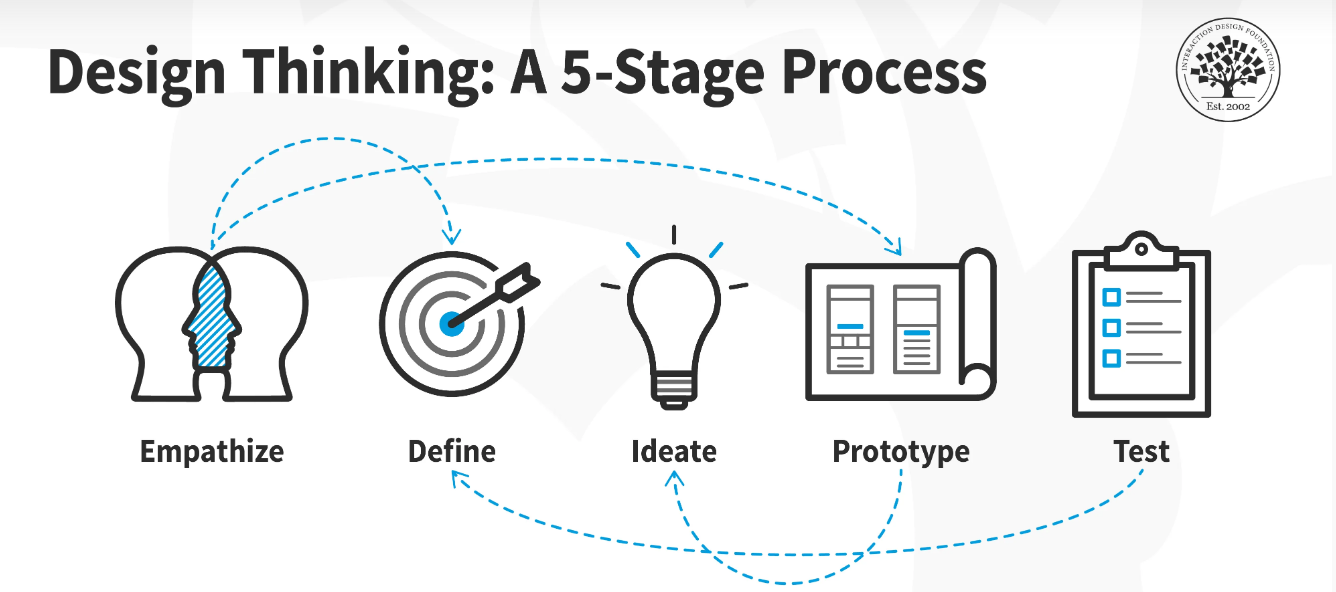 Design Thinking: A 5-Stage Process
INTERACTION DESIGN FOUNDATION
Est. 2002
Empathize
Define
Ideate
Prototype
Test